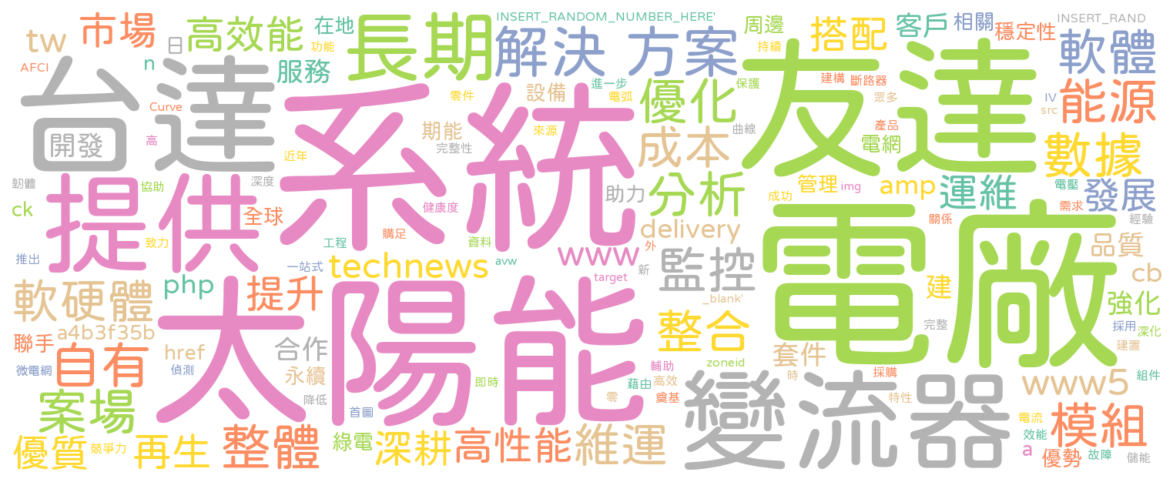 INSERT_RANDOM_NUMBER_HERE'
INSERT_RAND
tw
市場
日
高效能
在地
長期
解決 方案
周邊
搭配
客戶
相關
穩定性
軟體
AFCI
n
功能
服務
台達
開發
Curve
高
近年
系統
零件
設備
進一步
電弧
優化
持續
保護
友達
建構
斷路器
眾多
IV
src
能源
產品
電網
數據
期能
完整性
來源
成本
曲線
韌體
提供
協助
深度
ck
全球
致力
健康度
購足
助力
分析
管理
img
成功
amp
運維
電壓
需求
發展
經驗
關係
品質
推出
一站式
工程
資料
avw
delivery
www
外
新
target
監控
電廠
cb
technews
php
提升
太陽能
_blank'
軟硬體
a4b3f35b
建
強化
完整
採用
深化
建置
聯手
href
合作
整合
套件
zoneid
微電網
自有
偵測
永續
降低
即時
輔助
藉由
高效
零
奠基
時
採購
特性
變流器
www5
組件
案場
首圖
綠電
電流
效能
模組
a
優勢
故障
儲能
優質
競爭力
再生
整體
深耕
高性能
維運